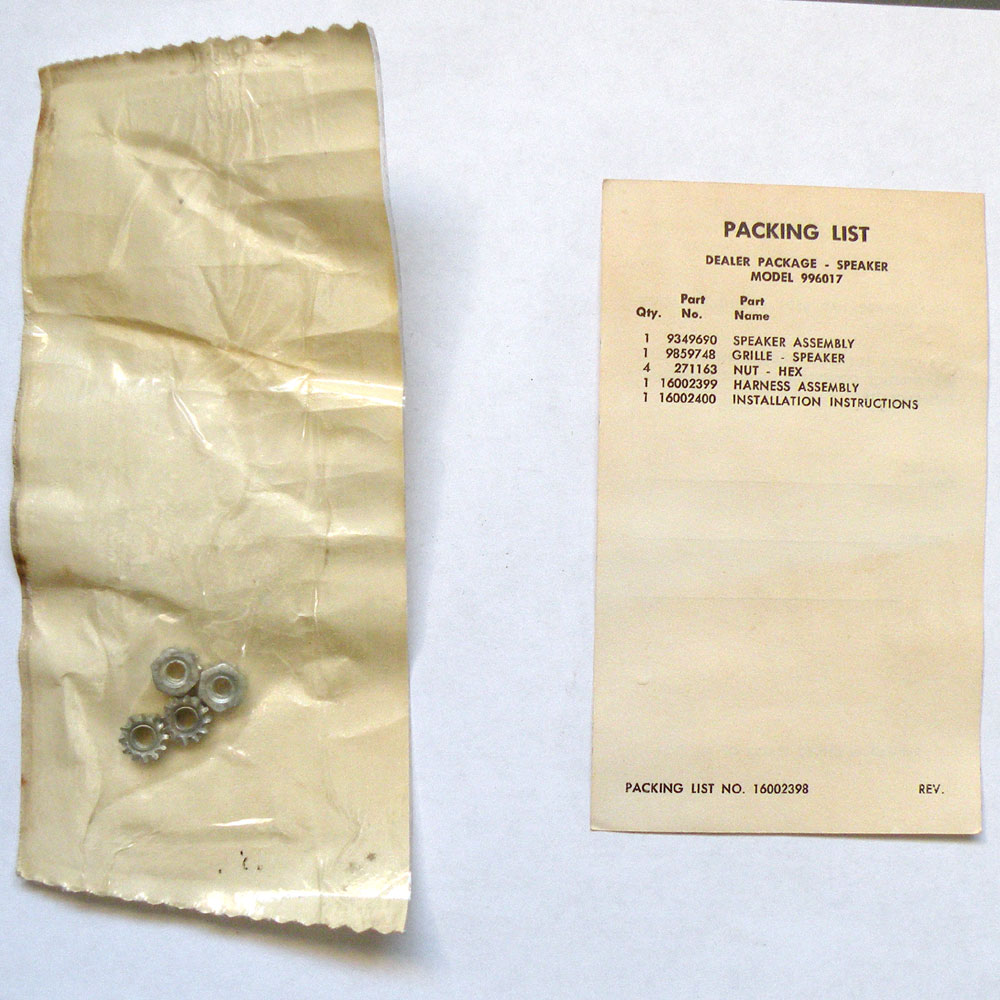 PACKING LIST
DEALER PACKAGE - SPEAKER
MODEL 996017
Qty. Part No. Part Name
1 9349690 SPEAKER ASSEMBLY
1 9859748 GRILLE - SPEAKER
4 271163 NUT - HEX
1 16002399 HARNESS ASSEMBLY
1 16002400 INSTALLATION INSTRUCTIONS
PACKING LIST NO. 16002398 REV.